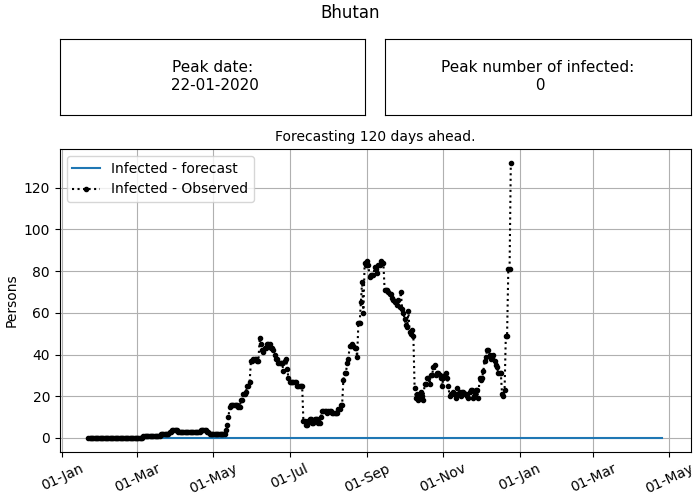 Bhutan
Peak date:
22-01-2020
Peak number of infected:
0
Forecasting 120 days ahead.
Infected - forecast
Infected - Observed
Persons
120
100
80
60
40
20
0
01-Jan
01-Mar
01-May
01-Jul
01-Sep
01-Nov
01-Jan
01-Mar
01-May